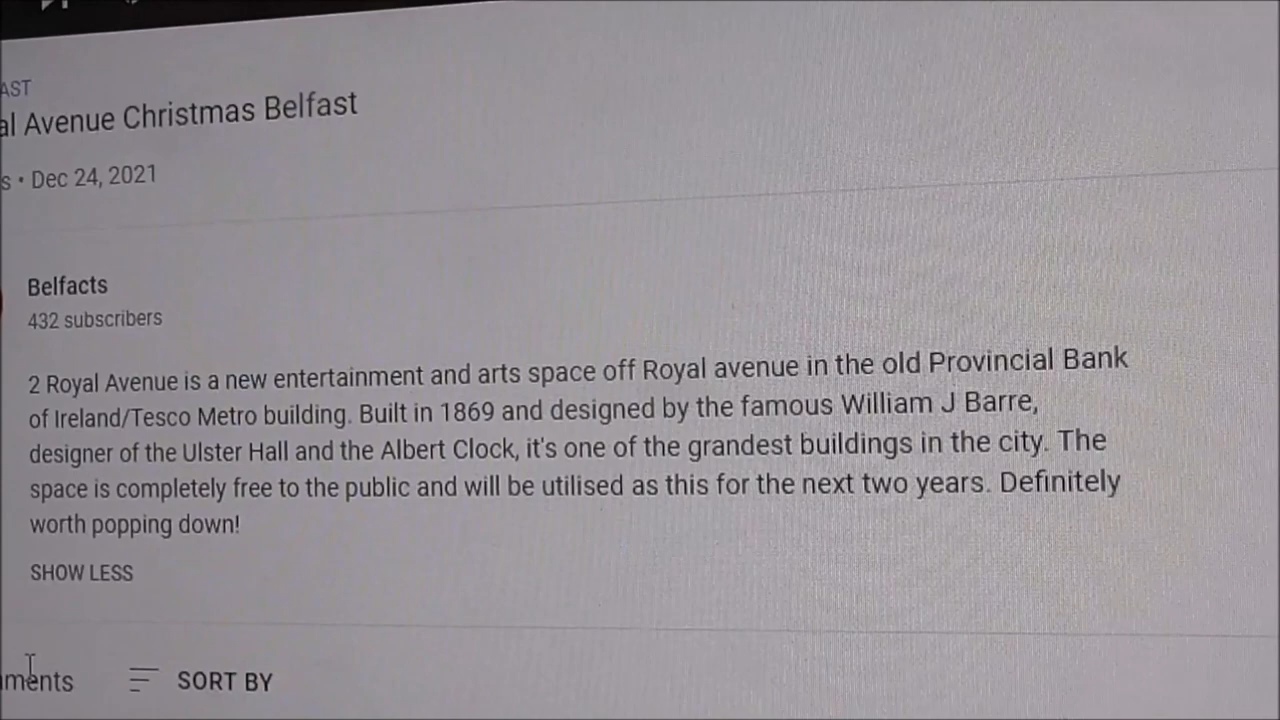 AST
al Avenue Christmas Belfast
s • Dec 24, 2021
Belfacts
432 subscribers
2 Royal Avenue is a new entertainment and arts space off Royal avenue in the old Provincial Bank
of Ireland/Tesco Metro building. Built in 1869 and designed by the famous William J Barre,
designer of the Ulster Hall and the Albert Clock, it's one of the grandest buildings in the city. The
space is completely free to the public and will be utilised as this for the next two years. Definitely
worth popping down!
SHOW LESS
ments SORT BY